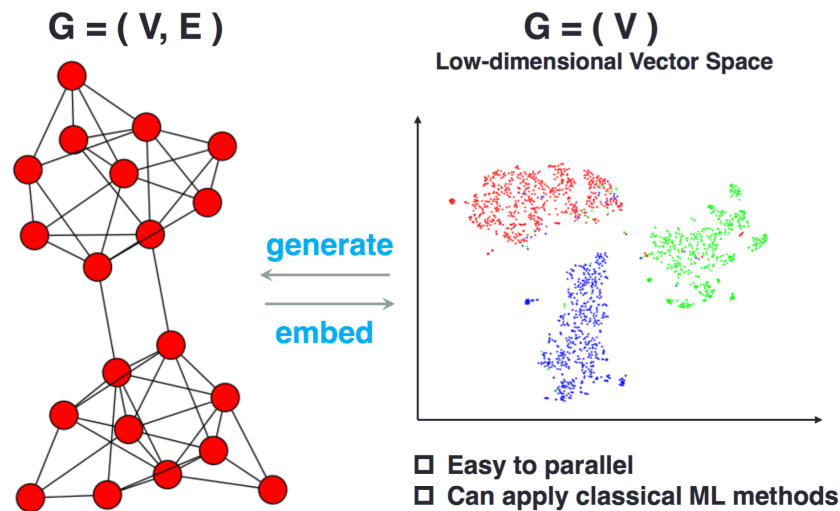 G = ( V, E )
G = ( V )
Low-dimensional Vector Space
generate
embed
Easy to parallel
Can apply classical ML methods